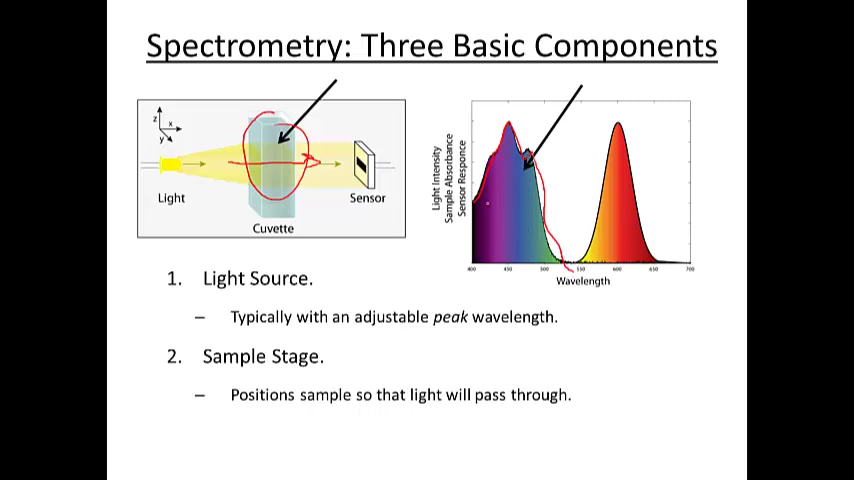 Spectrometry: Three Basic Components
z
x
y
Light
Cuvette
Sensor
Light Intensity
Sample Absorbance
Sensor Responce
400 450 500 550 600 650 700
Wavelength
1. Light Source.
– Typically with an adjustable peak wavelength.
2. Sample Stage.
– Positions sample so that light will pass through.